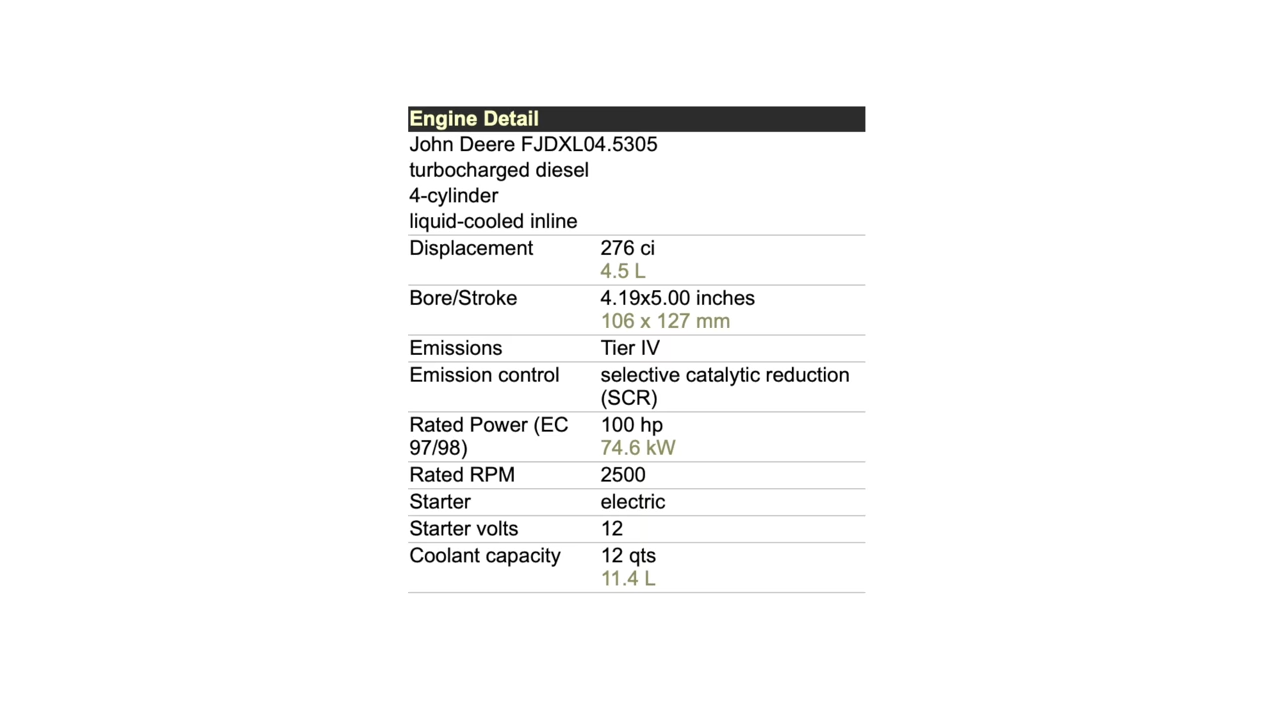 Engine Detail
John Deere FJDXL04.5305
turbocharged diesel
4-cylinder
liquid-cooled inline
Displacement 276 ci
4.5 L
Bore/Stroke 4.19x5.00 inches
106 x 127 mm
Emissions Tier IV
Emission control selective catalytic reduction
(SCR)
Rated Power (EC 100 hp
97/98) 74.6 kW
Rated RPM 2500
Starter electric
Starter volts 12
Coolant capacity 12 qts
11.4 L